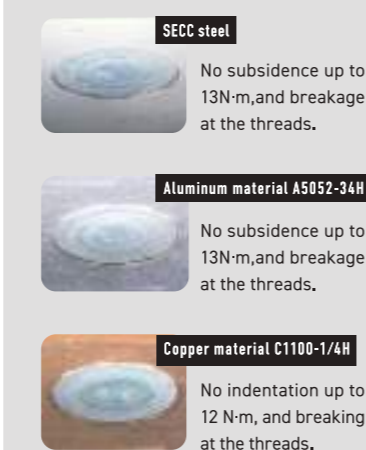 SECC steel
No subsidence up to
13N·m,and breakage
at the threads.
Aluminum material A5052-34H
No subsidence up to
13N·m,and breakage
at the threads.
Copper material C1100-1/4H
No indentation up to
12 N·m, and breaking
at the threads.